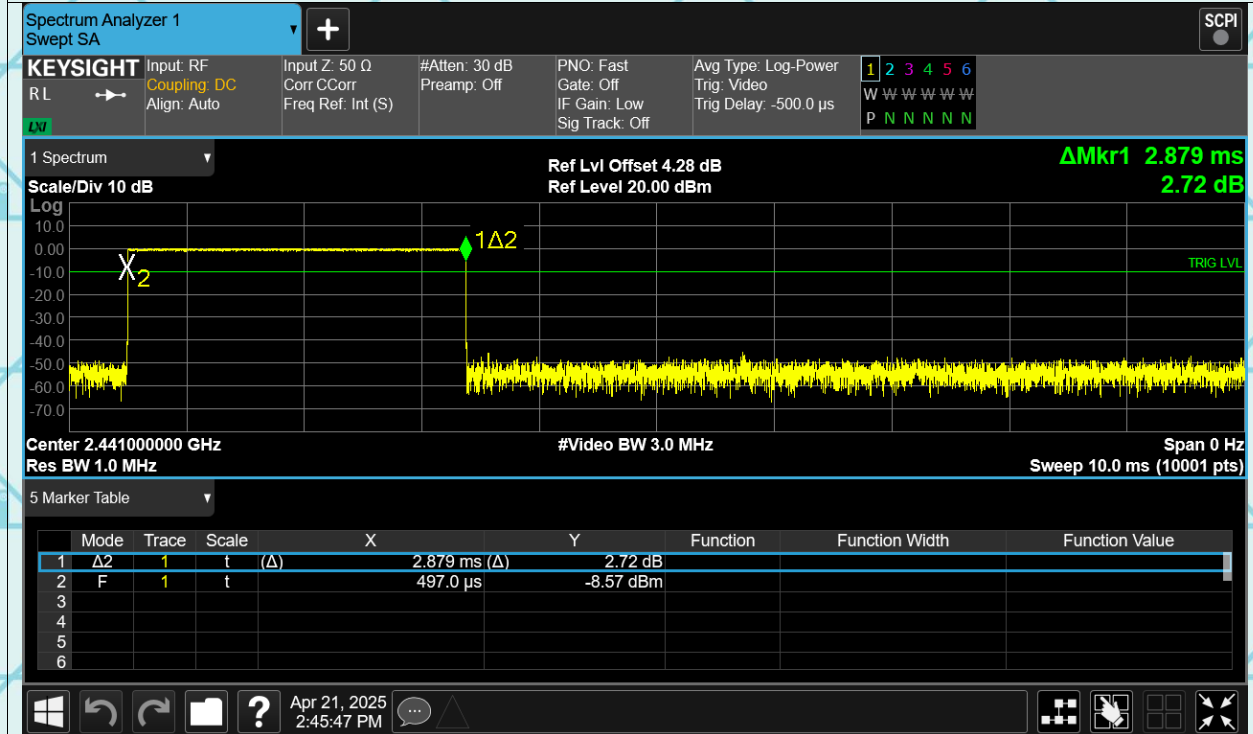 Spectrum Analyzer 1
Swept SA
+
SCPI
KEYSIGHT
RL
LXI
Input: RF
Coupling: DC
Align: Auto
Input Z: 50 Ω
Corr CCorr
Freq Ref: Int (S)
#Atten: 30 dB
Preamp: Off
PNO: Fast
Gate: Off
IF Gain: Low
Sig Track: Off
Avg Type: Log-Power
Trig: Video
Trig Delay: -500.0 µs
1 2 3 4 5 6
W W W W W W
P N N N N N
1 Spectrum
Scale/Div 10 dB
Ref Lvl Offset 4.28 dB
Ref Level 20.00 dBm
ΔMkr1 2.879 ms
2.72 dB
Log
10.0
0.00
-10.0
-20.0
-30.0
-40.0
-50.0
-60.0
-70.0
1Δ2
X2
TRIG LVL
Center 2.441000000 GHz
Res BW 1.0 MHz
#Video BW 3.0 MHz
Span 0 Hz
Sweep 10.0 ms (10001 pts)
5 Marker Table
Mode Trace Scale X Y Function Function Width Function Value
1 Δ2 1 t (Δ) 2.879 ms (Δ) 2.72 dB
2 F 1 t 497.0 µs -8.57 dBm
3
4
5
6
?
Apr 21, 2025
2:45:47 PM